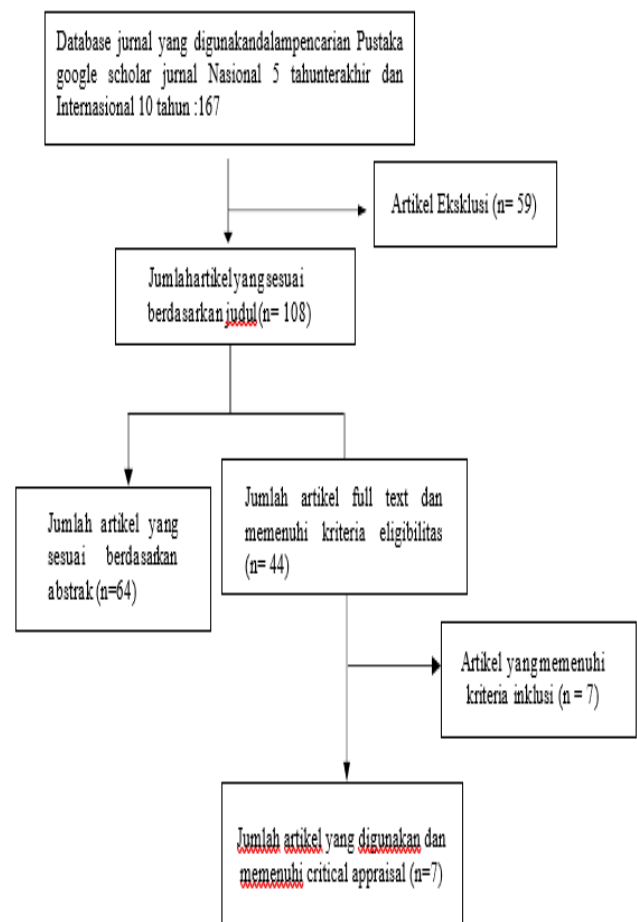 Database jurnal yang digunakandalampencarian Pustaka
google scholar jurnal Nasional 5 tahunterakhir dan
Internasional 10 tahun :167
Artikel Eksklusi (n= 59)
Jumlahartikelyangsesuai
berdasarkan judul(n= 108)
Jumlah artikel yang
sesuai berdasarkan
abstrak (n=64)
Jumlah artikel full text dan
memenuhi kriteria eligibilitas
(n= 44)
Artikel yangmemenuhi
kriteria inklusi (n = 7)
Jumlah artikel yang digunakan dan
memenuhi critical appraisal (n=7)